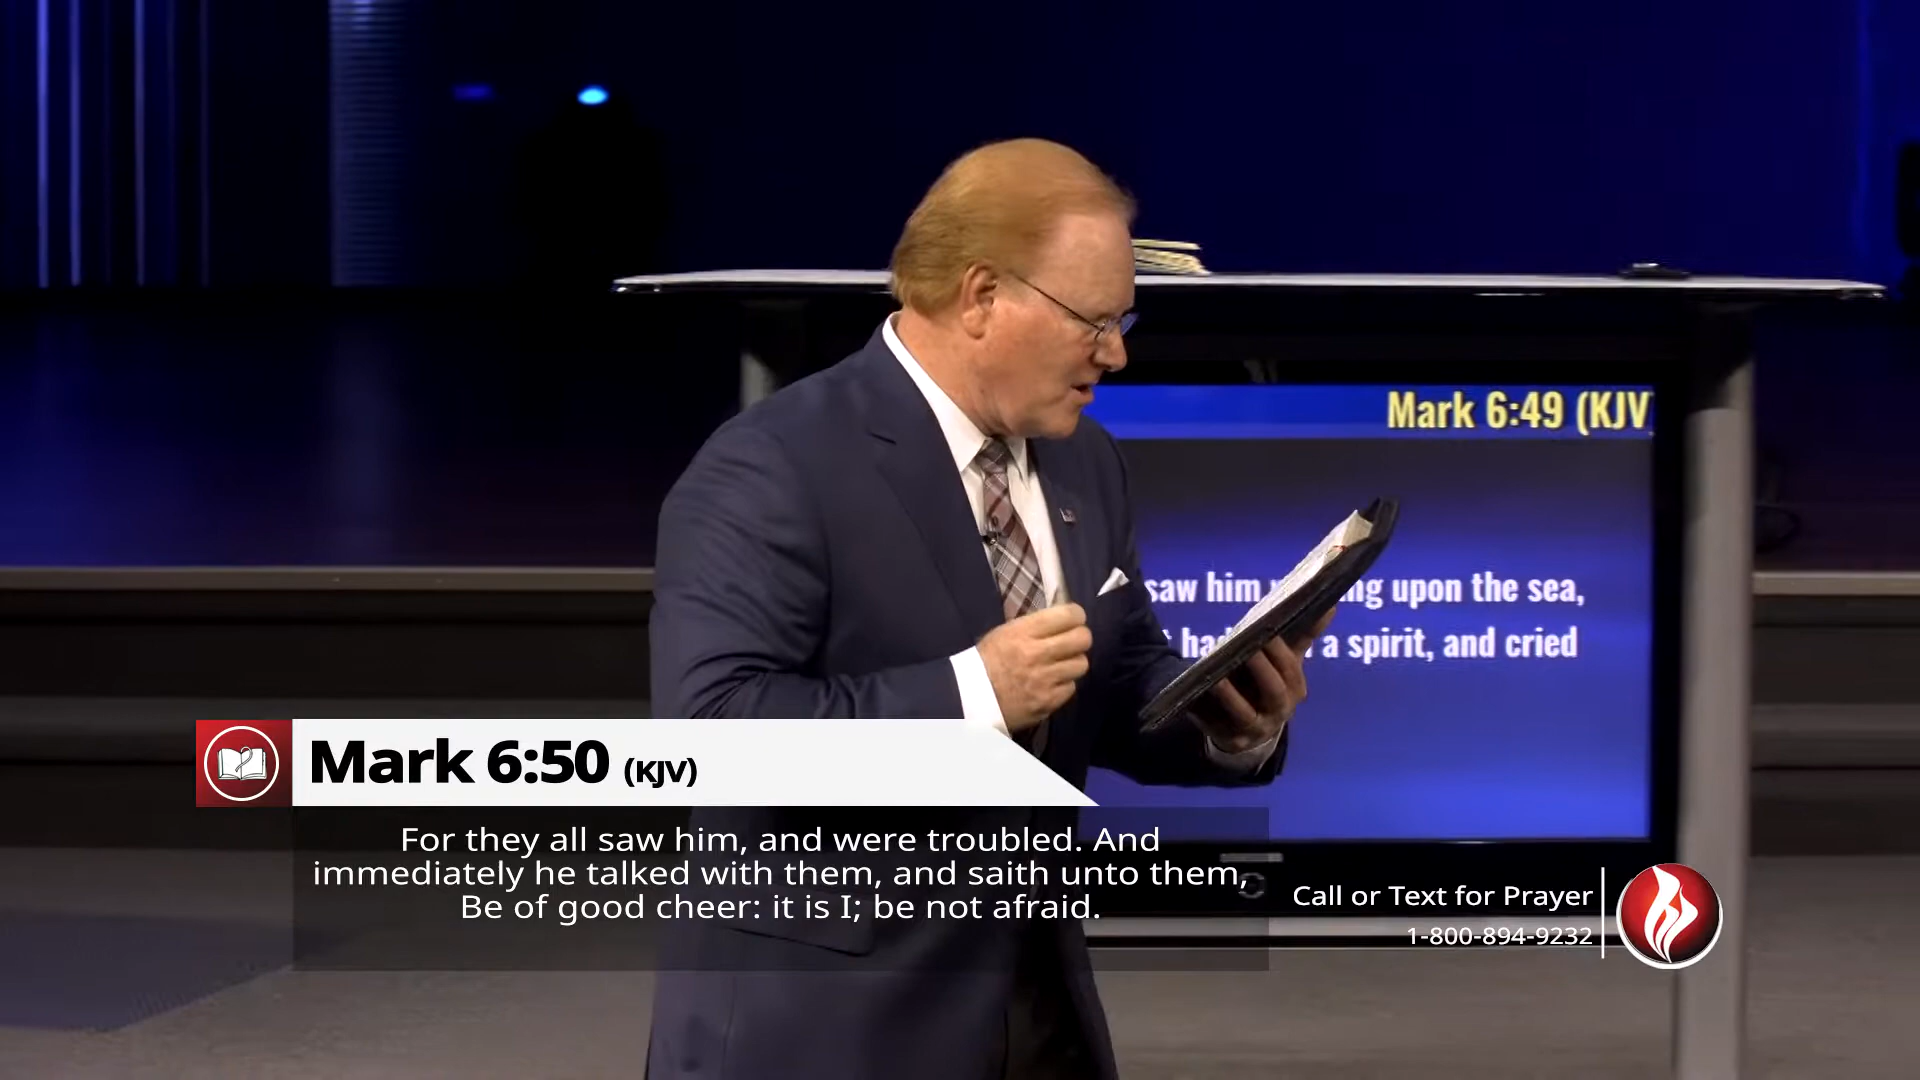 Mark 6:49 (KJV
saw him upon the sea,
a spirit, and cried
Mark 6:50 (KJV)
For they all saw him, and were troubled. And
immediately he talked with them, and saith unto them,
Be of good cheer: it is I; be not afraid.
Call or Text for Prayer
1-800-894-9232